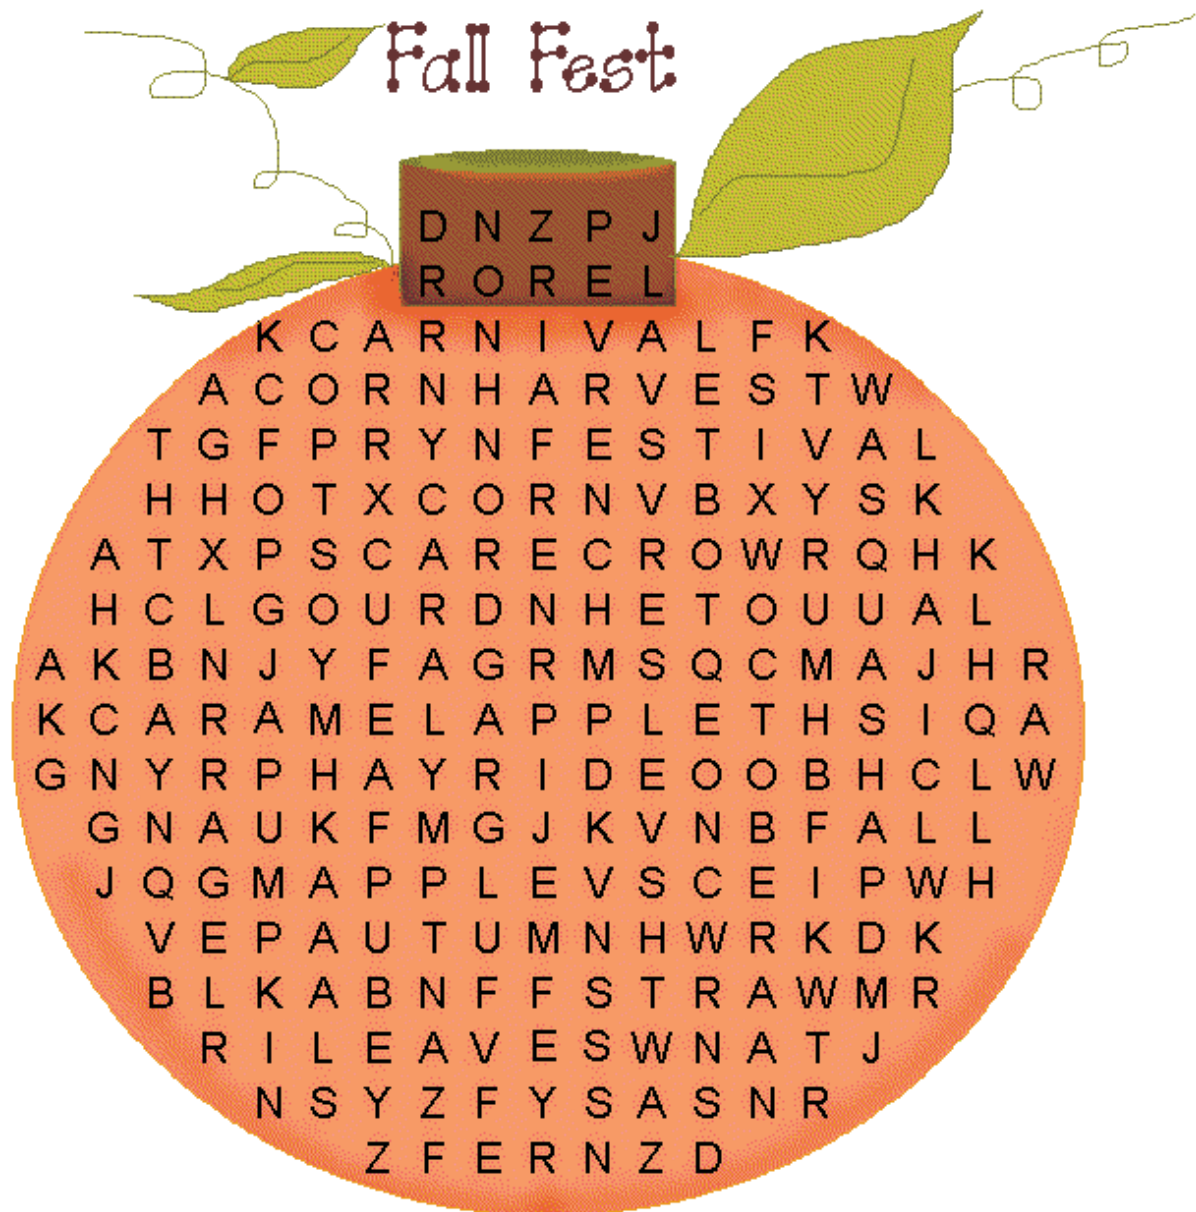 Fall Fest
D N Z P J
R O R E L
K C A R N I V A L F K
A C O R N H A R V E S T W
T G F P R Y N F E S T I V A L
H H O T X C O R N V B X Y S K
A T X P S C A R E C R O W R Q H K
H C L G O U R D N H E T O U U A L
A K B N J Y F A G R M S Q C M A J H R
K C A R A M E L A P P L E T H S I Q A
G N Y R P H A Y R I D E O O B H C L W
G N A U K F M G J K V N B F A L L
J Q G M A P P L E V S C E I P W H
V E P A U T U M N H W R K D K
B L K A B N F F S T R A W M R
R I L E A V E S W N A T J
N S Y Z F Y S A S N R
Z F E R N Z D